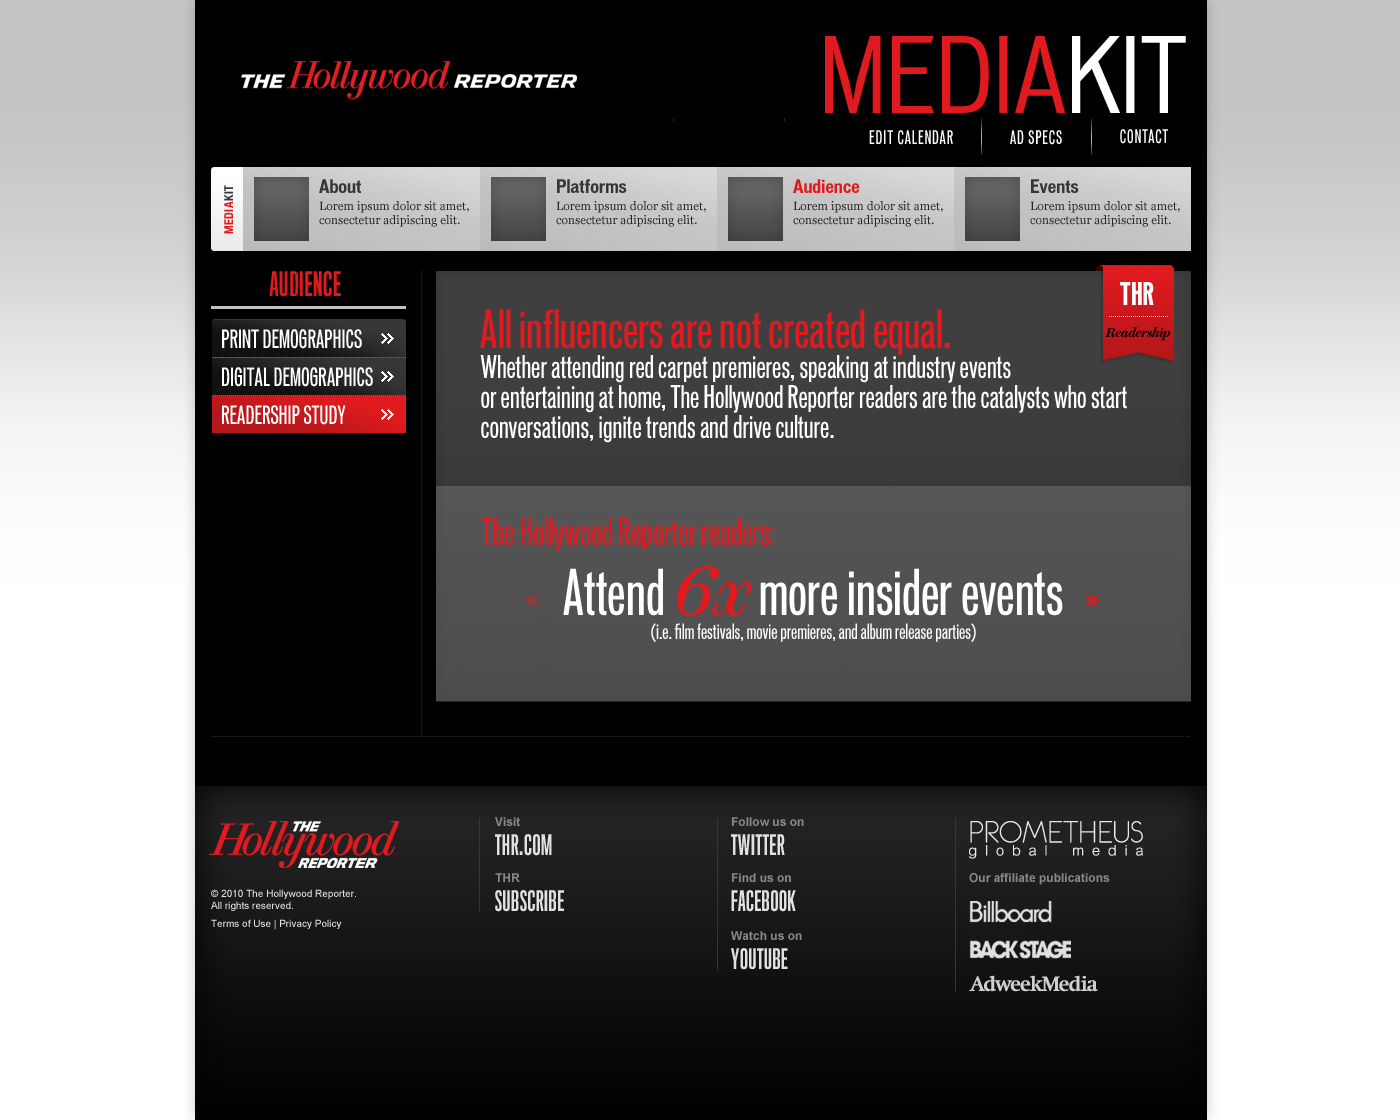 THE Hollywood REPORTER
MEDIAKIT
EDIT CALENDAR
AD SPECS
CONTACT
MEDIAKIT
About
Lorem ipsum dolor sit amet,
consectetur adipiscing elit.
Platforms
Lorem ipsum dolor sit amet,
consectetur adipiscing elit.
Audience
Lorem ipsum dolor sit amet,
consectetur adipiscing elit.
Events
Lorem ipsum dolor sit amet,
consectetur adipiscing elit.
AUDIENCE
PRINT DEMOGRAPHICS »
DIGITAL DEMOGRAPHICS »
READERSHIP STUDY »
THR
Readership
All influencers are not created equal.
Whether attending red carpet premieres, speaking at industry events
or entertaining at home, The Hollywood Reporter readers are the catalysts who start
conversations, ignite trends and drive culture.
The Hollywood Reporter readers:
« Attend 6x more insider events »
(i.e. film festivals, movie premieres, and album release parties)
THE
Hollywood
REPORTER
© 2010 The Hollywood Reporter.
All rights reserved.
Terms of Use | Privacy Policy
Visit
THR.COM
THR
SUBSCRIBE
Follow us on
TWITTER
Find us on
FACEBOOK
Watch us on
YOUTUBE
PROMETHEUS
global media
Our affiliate publications
Billboard
BACK STAGE
AdweekMedia